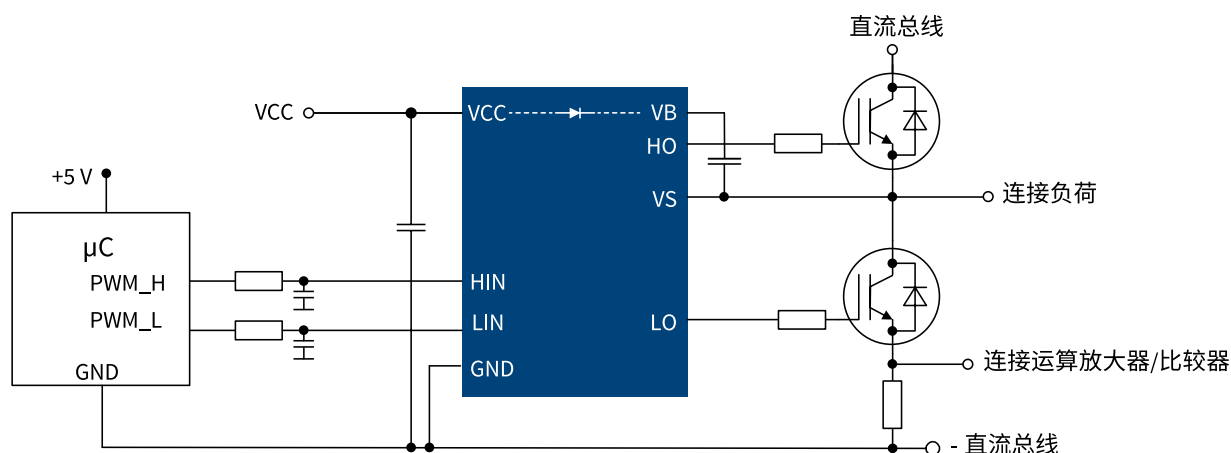 直流总线
VCC
VCC
VB
HO
+5 V
VS
连接负荷
µC
PWM_H
HIN
PWM_L
LIN
LO
GND
GND
连接运算放大器/比较器
- 直流总线